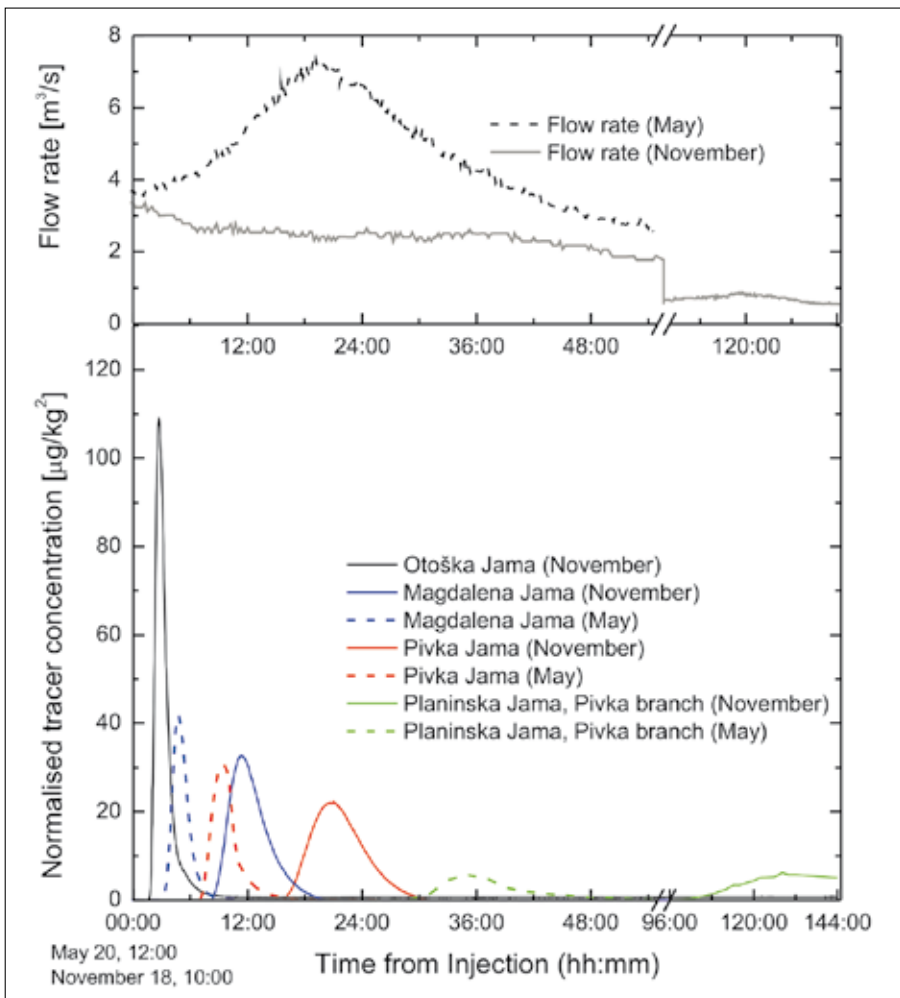 8
6
4
2
0
Flow rate [m³/s]
Flow rate (May)
Flow rate (November)
12:00 24:00 36:00 48:00 120:00
120
100
80
60
40
20
0
Normalised tracer concentration [µg/kg²]
Otoška Jama (November)
Magdalena Jama (November)
Magdalena Jama (May)
Pivka Jama (November)
Pivka Jama (May)
Planinska Jama, Pivka branch (November)
Planinska Jama, Pivka branch (May)
00:00 12:00 24:00 36:00 48:00 96:00 120:00 144:00
May 20, 12:00
November 18, 10:00
Time from Injection (hh:mm)